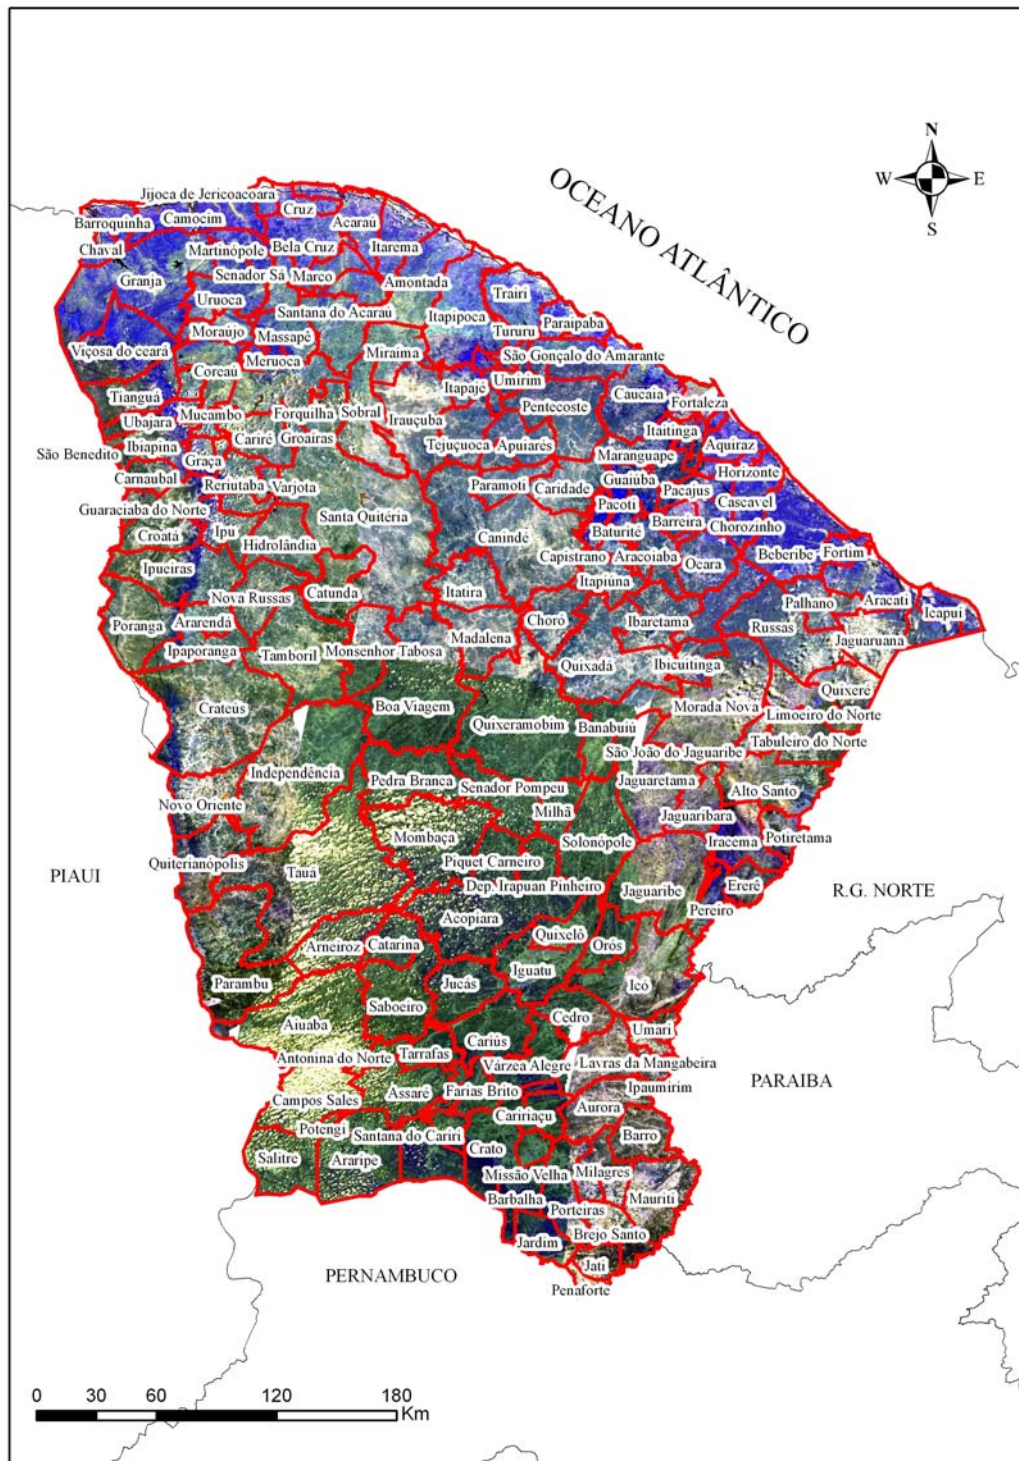 N
W
E
S
OCEANO ATLÂNTICO
Jijoca de Jericoacoara
Cruz
Barroquinha
Camocim
Acaraú
Chaval
Martinópole
Bela Cruz
Itarema
Granja
Senador Sá
Marco
Amontada
Trairi
Uruoca
Santana do Acaraú
Itapipoca
Moraújo
Massapê
Tururu
Paraipaba
Viçosa do ceará
Meruoca
Miraíma
São Gonçalo do Amarante
Coreaú
Itapajé
Umirim
Tianguá
Caucaia
Fortaleza
Ubajara
Mucambo
Forquilha
Sobral
Irauçuba
Pentecoste
Itaitinga
São Benedito
Ibiapina
Cariré
Groairas
Tejuçuoca
Apuiarés
Maranguape
Aquiraz
Graça
Horizonte
Carnaubal
Reriutaba
Varjota
Paramoti
Caridade
Guaiúba
Pacajus
Cascavel
Guaraciaba do Norte
Santa Quitéria
Pacoti
Barreira
Chorozinho
Croatá
Ipu
Hidrolândia
Canindé
Baturité
Ipueiras
Capistrano
Aracoiaba
Ocara
Beberibe
Fortim
Nova Russas
Catunda
Itatira
Itapiúna
Palhano
Aracati
Icapuí
Poranga
Ararendá
Choró
Ibaretama
Russas
Ipaporanga
Tamboril
Monsenhor Tabosa
Madalena
Jaguaruana
Quixadá
Ibicuitinga
Quixeré
Crateús
Boa Viagem
Quixeramobim
Banabuiú
Morada Nova
Limoeiro do Norte
São João do Jaguaribe
Tabuleiro do Norte
Independência
Pedra Branca
Senador Pompeu
Jaguaretama
Alto Santo
Novo Oriente
Milhã
Jaguaribara
Mombaça
Solonópole
Iracema
Potiretama
Quiterianópolis
Tauá
Piquet Carneiro
PIAUI
Dep. Irapuan Pinheiro
Jaguaribe
Ererê
R.G. NORTE
Acopiara
Pereiro
Arneiroz
Catarina
Quixelô
Orós
Parambu
Jucás
Iguatu
Icó
Saboeiro
Aiuaba
Cedro
Umari
Antonina do Norte
Tarrafas
Cariús
Lavras da Mangabeira
Várzea Alegre
PARAIBA
Campos Sales
Assaré
Farias Brito
Ipaumirim
Potengi
Caririaçu
Aurora
Santana do Cariri
Barro
Salitre
Araripe
Crato
Missão Velha
Milagres
Mauriti
Barbalha
Porteiras
Jardim
Brejo Santo
PERNAMBUCO
Jati
Penaforte
0 30 60 120 180
Km